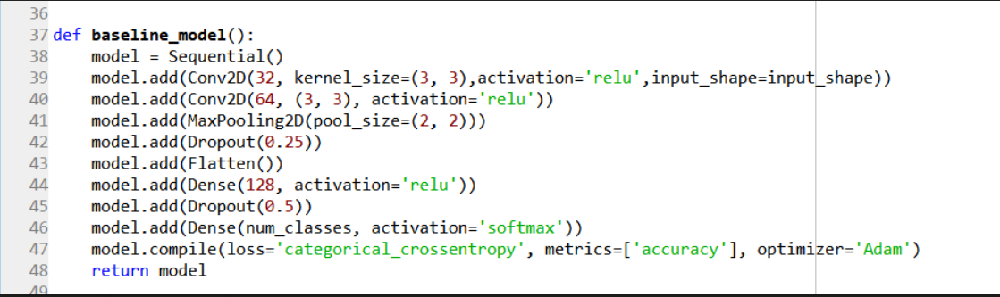 36
37 def baseline_model():
38     model = Sequential()
39     model.add(Conv2D(32, kernel_size=(3, 3),activation='relu',input_shape=input_shape))
40     model.add(Conv2D(64, (3, 3), activation='relu'))
41     model.add(MaxPooling2D(pool_size=(2, 2)))
42     model.add(Dropout(0.25))
43     model.add(Flatten())
44     model.add(Dense(128, activation='relu'))
45     model.add(Dropout(0.5))
46     model.add(Dense(num_classes, activation='softmax'))
47     model.compile(loss='categorical_crossentropy', metrics=['accuracy'], optimizer='Adam')
48     return model
49